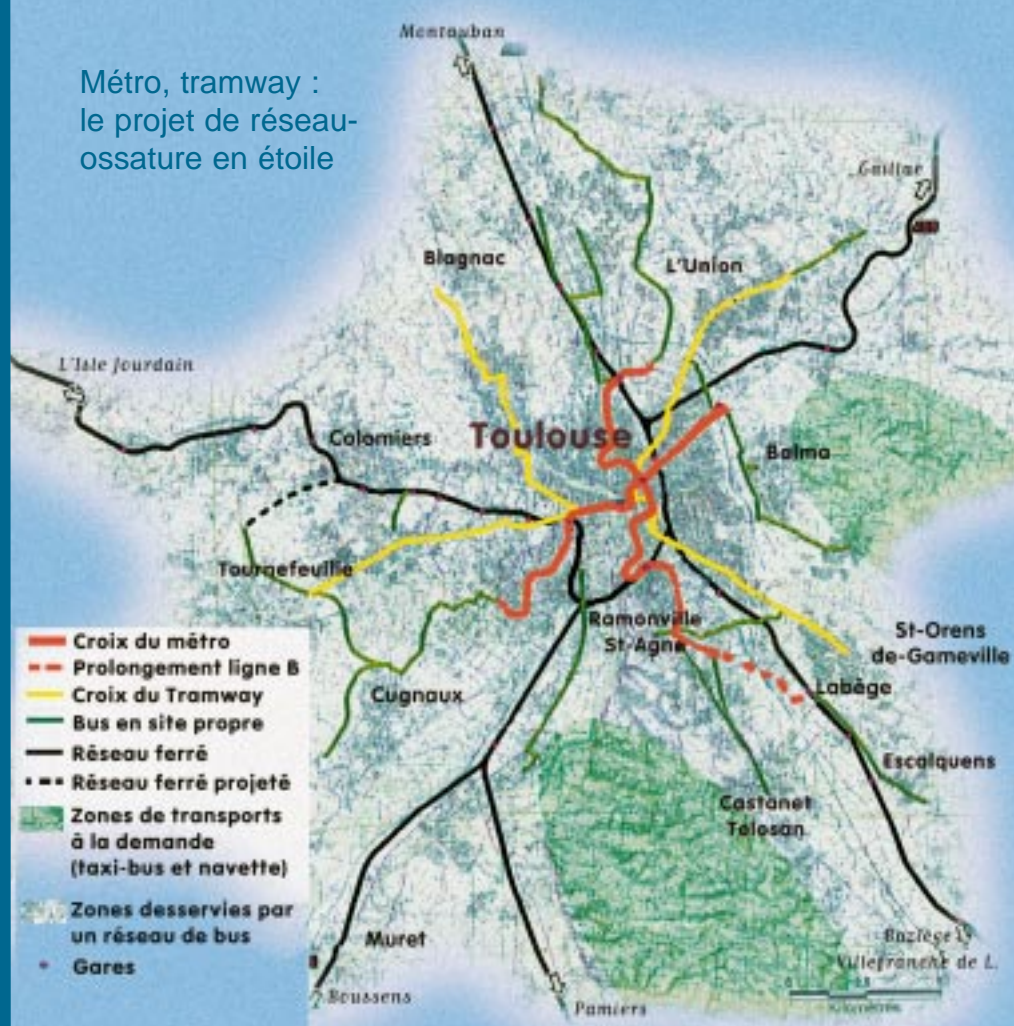 Métro, tramway :
le projet de réseau-
ossature en étoile
Montauban
Gaillac
Blagnac
L'Union
L'Isle Jourdain
Colomiers
Toulouse
Balma
Tournefeuille
Ramonville
St-Agne
St-Orens
de-Gameville
Cugnaux
Labège
Escalquens
Castanet
Tolosan
Muret
Baziège
Villefranche de L.
Boussens
Pamiers
Croix du métro
Prolongement ligne B
Croix du Tramway
Bus en site propre
Réseau ferré
Réseau ferré projeté
Zones de transports
à la demande
(taxi-bus et navette)
Zones desservies par
un réseau de bus
Gares
Kilomètres